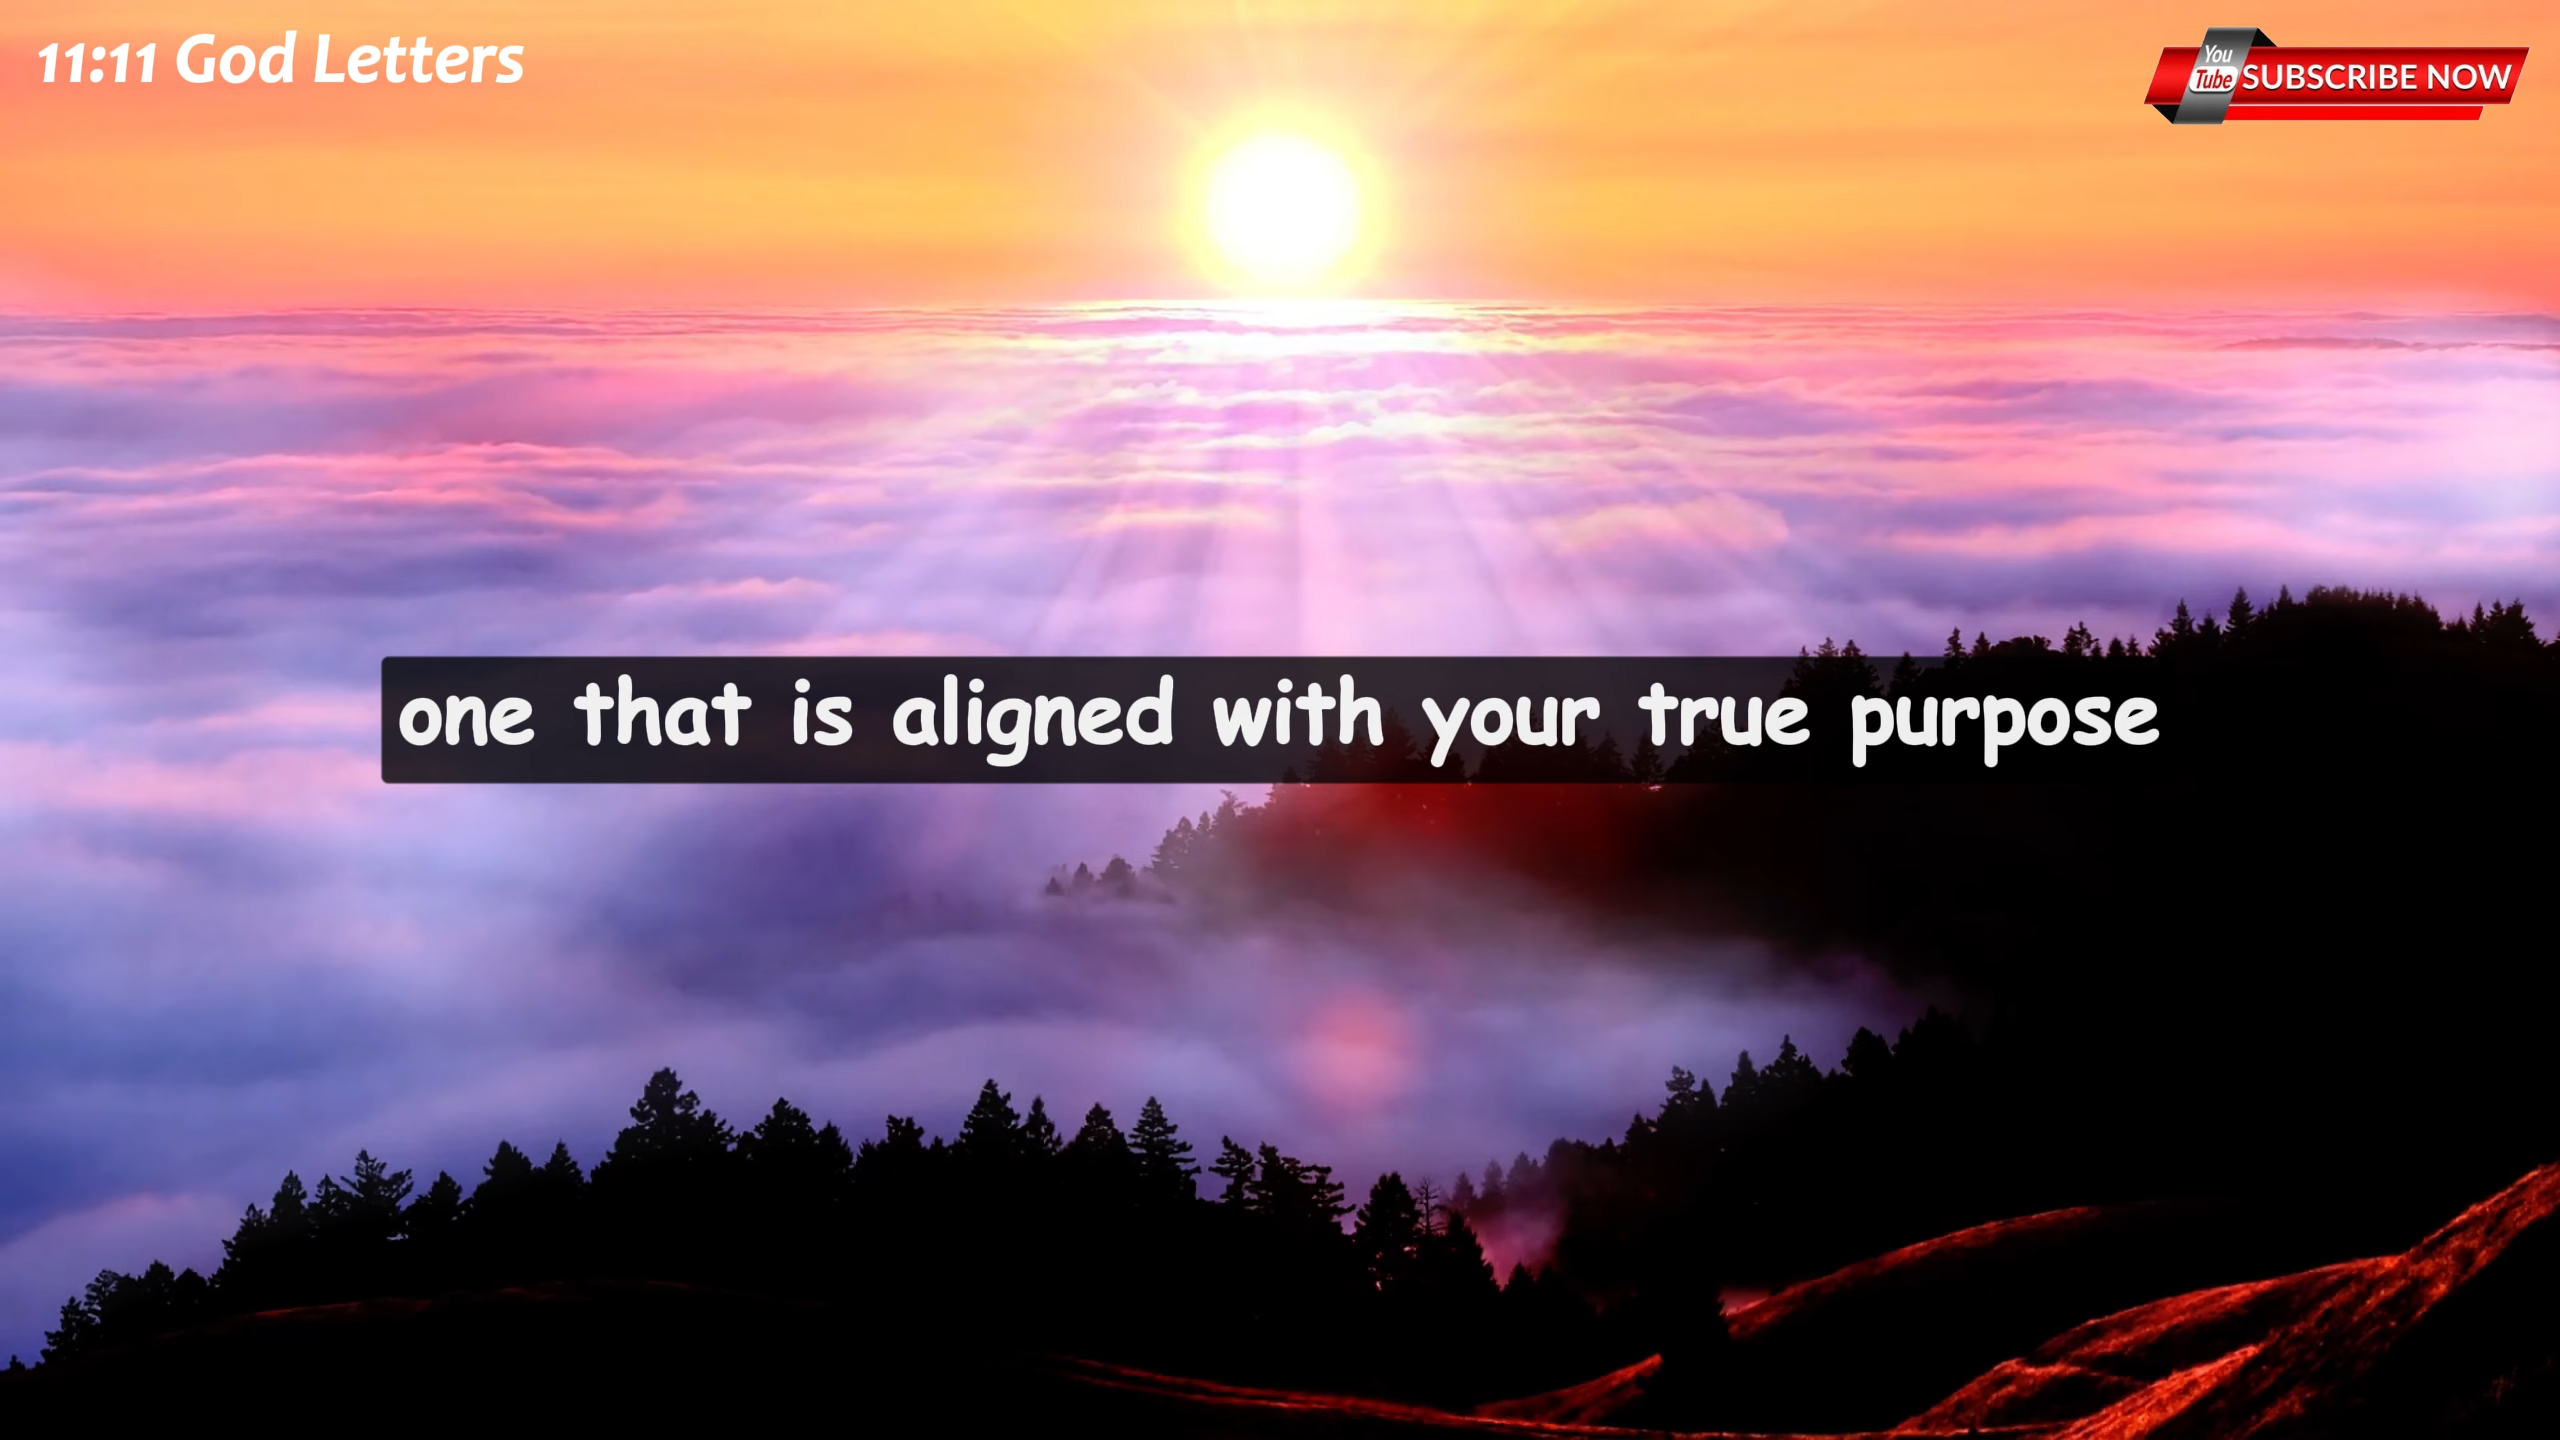 11:11 God Letters
You
Tube
SUBSCRIBE NOW
one that is aligned with your true purpose